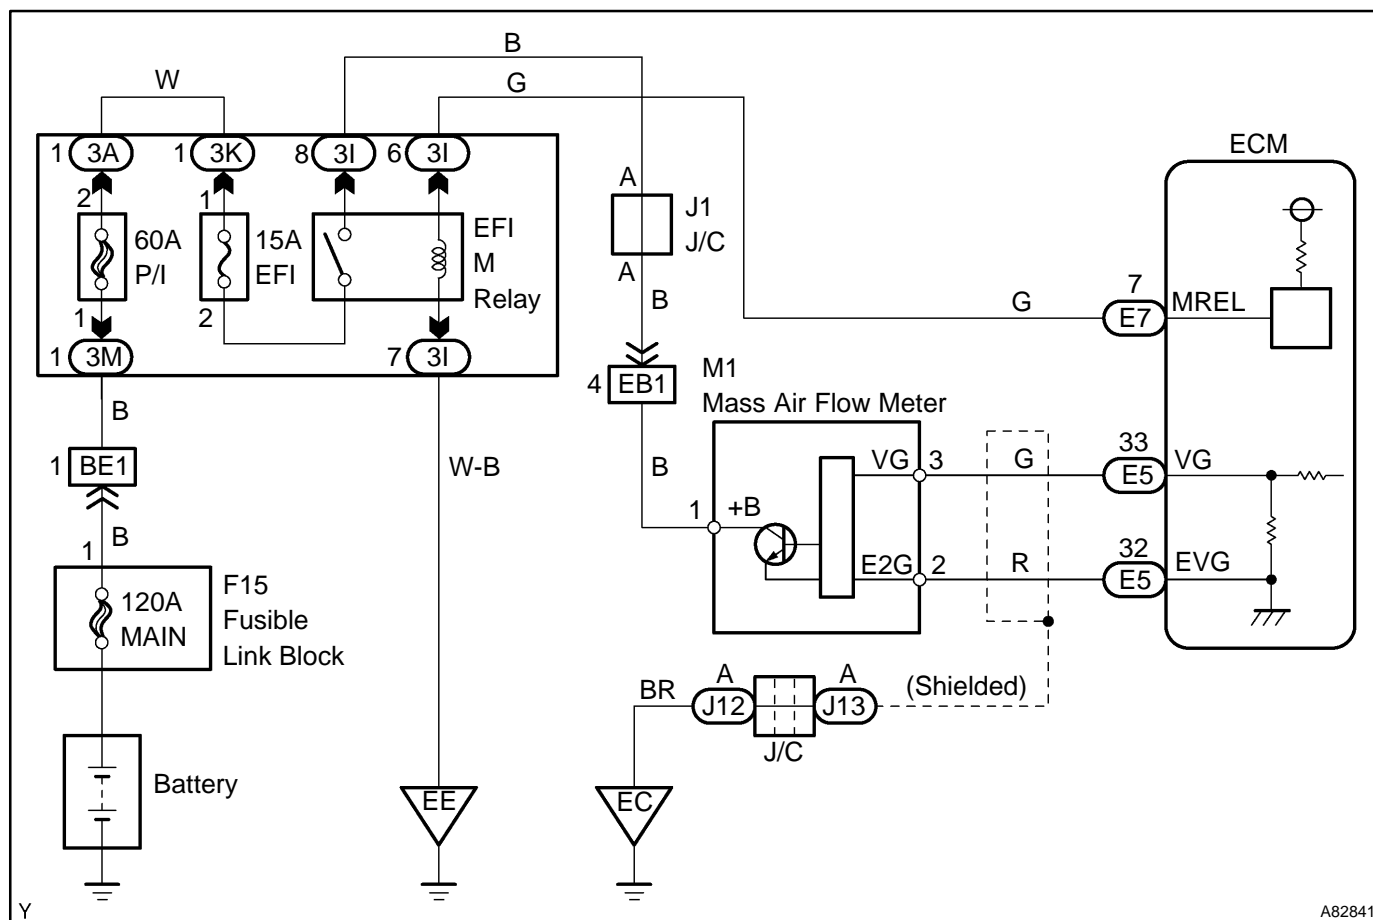 B
W
G
1 3A
1 3K
8 3I
6 3I
ECM
2
1
A
60A
P/I
15A
EFI
EFI
M
Relay
J1
J/C
A
1
2
B
7
G
E7
MREL
1 3M
7 3I
4 EB1
M1
Mass Air Flow Meter
B
1 BE1
W-B
B
VG
3
G
33
E5
VG
1
+B
B
1
32
E2G
2
R
E5
EVG
120A
MAIN
F15
Fusible
Link Block
BR
A
A
(Shielded)
J12
J13
J/C
Battery
EE
EC
Y
A82841